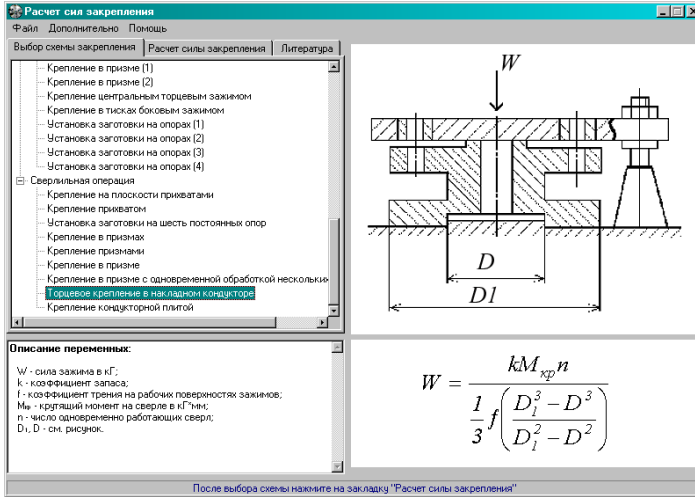 Расчет сил закрепления
Файл Дополнительно Помощь
Выбор схемы закрепления Расчет силы закрепления Литература
Крепление в призме (1)
Крепление в призме (2)
Крепление центральным торцевым зажимом
Крепление в тисках боковым зажимом
Установка заготовки на опорах (1)
Установка заготовки на опорах (2)
Установка заготовки на опорах (3)
Установка заготовки на опорах (4)
Сверлильная операция
Крепление на плоскости прихватами
Крепление прихватом
Установка заготовки на шесть постоянных опор
Крепление в призмах
Крепление призмами
Крепление в призме
Крепление в призме с одновременной обработкой нескольких
Торцевое крепление в накладном кондукторе
Крепление кондукторной плитой
W
D
D1
Описание переменных:
W - сила зажима в кГ;
k - коэффициент запаса;
f - коэффициент трения на рабочих поверхностях зажимов;
Mкр - крутящий момент на сверле в кГ*мм;
n - число одновременно работающих сверл;
D1, D - см. рисунок.
W = kMкрn / (1/3 f ((D₁³ − D³) / (D₁² − D²)))
После выбора схемы нажмите на закладку "Расчет силы закрепления"